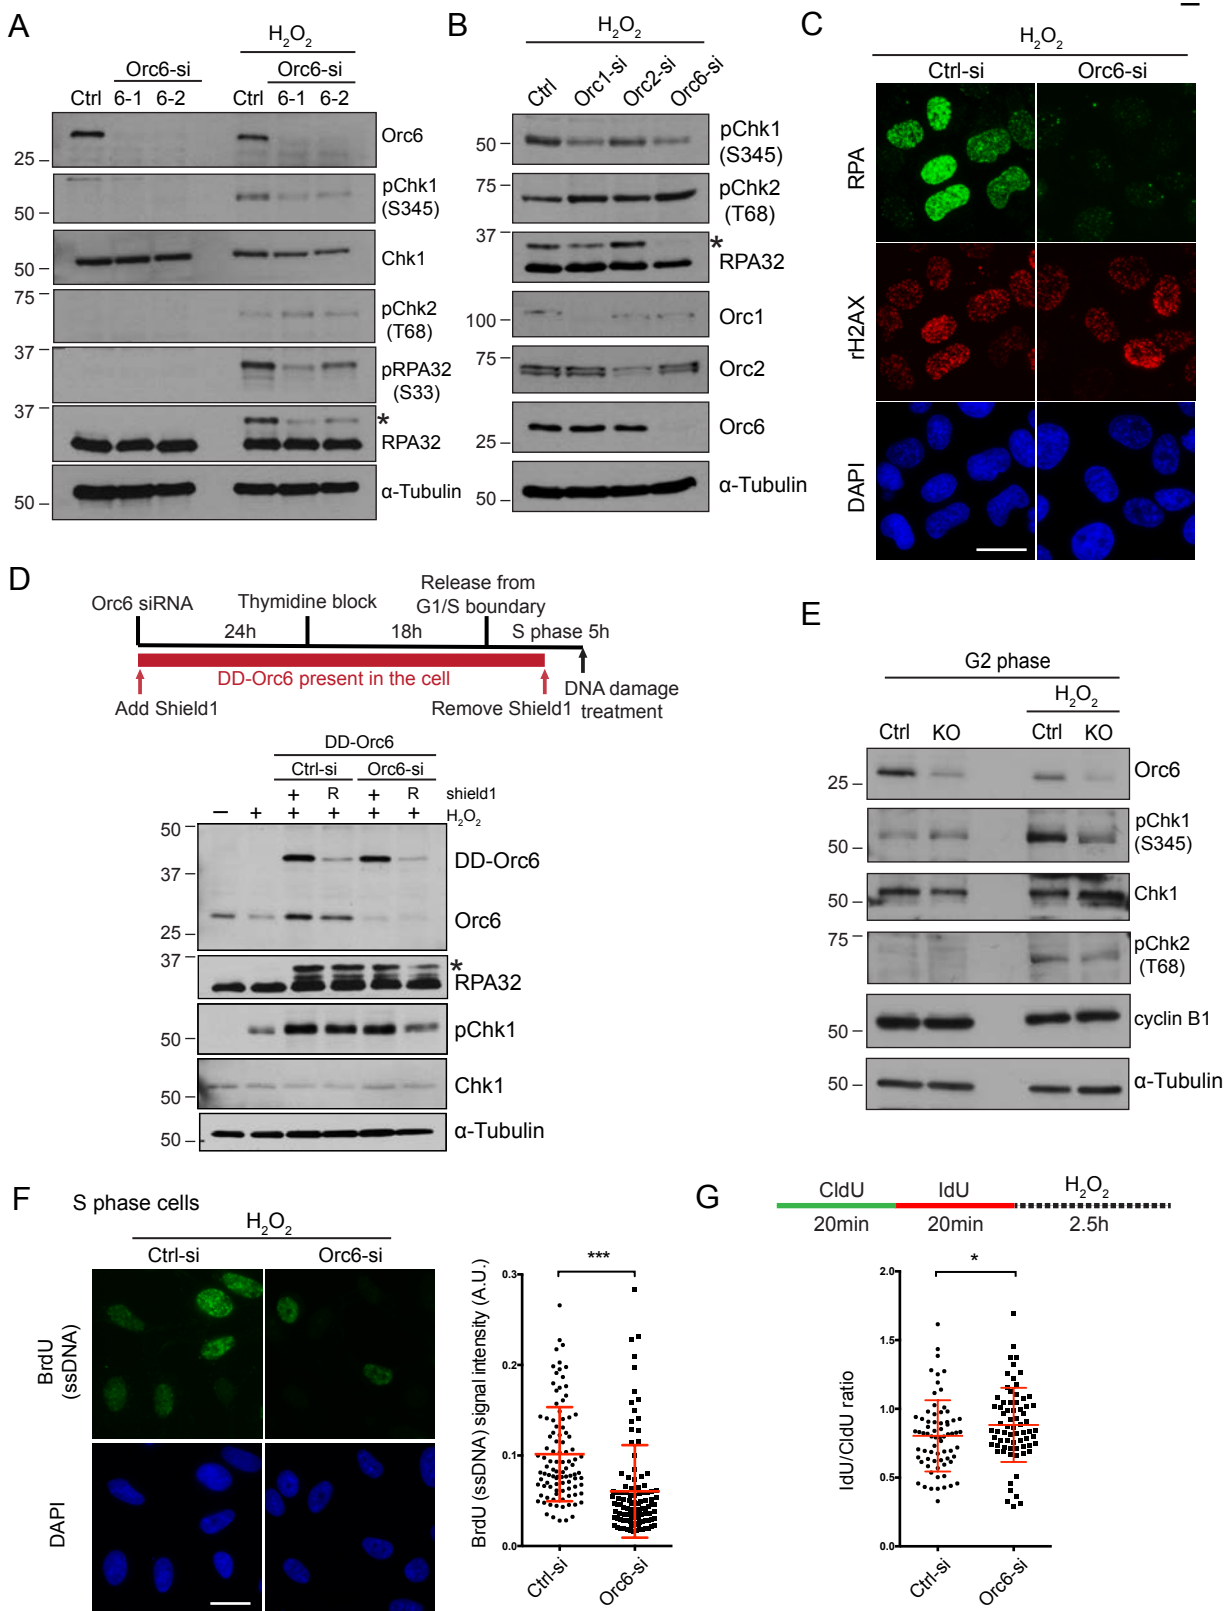 A
H2O2
Orc6-si
Orc6-si
Ctrl 6-1 6-2
Ctrl 6-1 6-2
Orc6
25
pChk1
(S345)
50
Chk1
50
75
pChk2
(T68)
37
pRPA32
(S33)
37
*
RPA32
α-Tubulin
50
B
H2O2
Ctrl
Orc1-si
Orc2-si
Orc6-si
pChk1
(S345)
50
75
pChk2
(T68)
37
*
RPA32
Orc1
100
75
Orc2
Orc6
25
α-Tubulin
50
C
H2O2
Ctrl-si
Orc6-si
RPA
rH2AX
DAPI
D
Orc6 siRNA
Thymidine block
Release from
G1/S boundary
24h
18h
S phase 5h
DD-Orc6 present in the cell
Add Shield1
Remove Shield1
DNA damage
treatment
DD-Orc6
Ctrl-si
Orc6-si
+ R + R shield1
− + + + + + H2O2
50
DD-Orc6
37
Orc6
25
37
*
RPA32
pChk1
50
Chk1
50
α-Tubulin
50
E
G2 phase
H2O2
Ctrl KO
Ctrl KO
Orc6
25
pChk1
(S345)
50
Chk1
50
75
pChk2
(T68)
cyclin B1
50
α-Tubulin
50
F
S phase cells
H2O2
Ctrl-si
Orc6-si
BrdU
(ssDNA)
DAPI
BrdU (ssDNA) signal intensity (A.U.)
***
0.3
0.2
0.1
0.0
Ctrl-si
Orc6-si
G
CldU
IdU
H2O2
20min
20min
2.5h
*
IdU/CldU ratio
2.0
1.5
1.0
0.5
0.0
Ctrl-si
Orc6-si